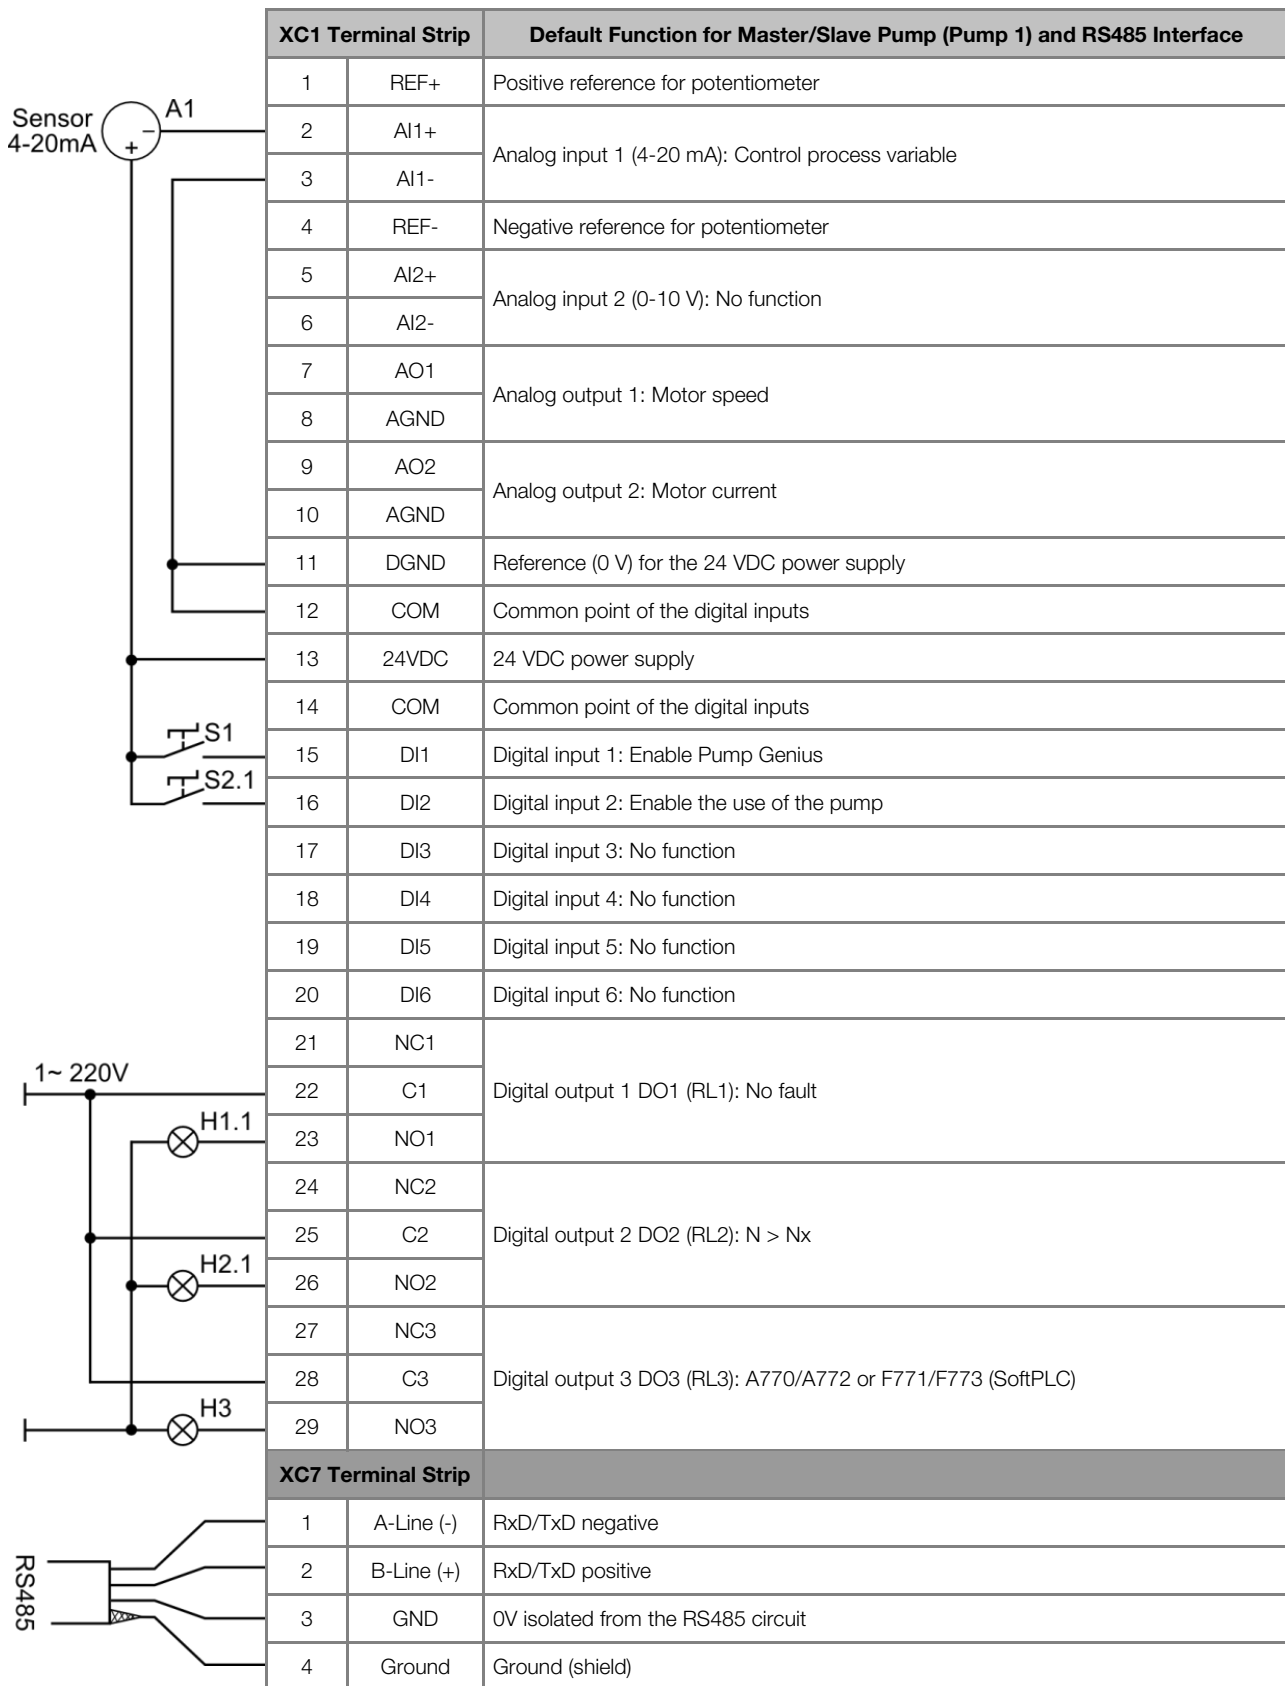 XC1 Terminal Strip Default Function for Master/Slave Pump (Pump 1) and RS485 Interface
1 REF+ Positive reference for potentiometer
Sensor
4-20mA
A1
+
−
2 AI1+
Analog input 1 (4-20 mA): Control process variable
3 AI1-
4 REF- Negative reference for potentiometer
5 AI2+
Analog input 2 (0-10 V): No function
6 AI2-
7 AO1
Analog output 1: Motor speed
8 AGND
9 AO2
Analog output 2: Motor current
10 AGND
11 DGND Reference (0 V) for the 24 VDC power supply
12 COM Common point of the digital inputs
13 24VDC 24 VDC power supply
14 COM Common point of the digital inputs
S1
15 DI1 Digital input 1: Enable Pump Genius
S2.1
16 DI2 Digital input 2: Enable the use of the pump
17 DI3 Digital input 3: No function
18 DI4 Digital input 4: No function
19 DI5 Digital input 5: No function
20 DI6 Digital input 6: No function
21 NC1
1~ 220V
22 C1 Digital output 1 DO1 (RL1): No fault
H1.1
23 NO1
24 NC2
25 C2 Digital output 2 DO2 (RL2): N > Nx
H2.1
26 NO2
27 NC3
28 C3 Digital output 3 DO3 (RL3): A770/A772 or F771/F773 (SoftPLC)
H3
29 NO3
XC7 Terminal Strip
1 A-Line (-) RxD/TxD negative
2 B-Line (+) RxD/TxD positive
RS485
3 GND 0V isolated from the RS485 circuit
4 Ground Ground (shield)